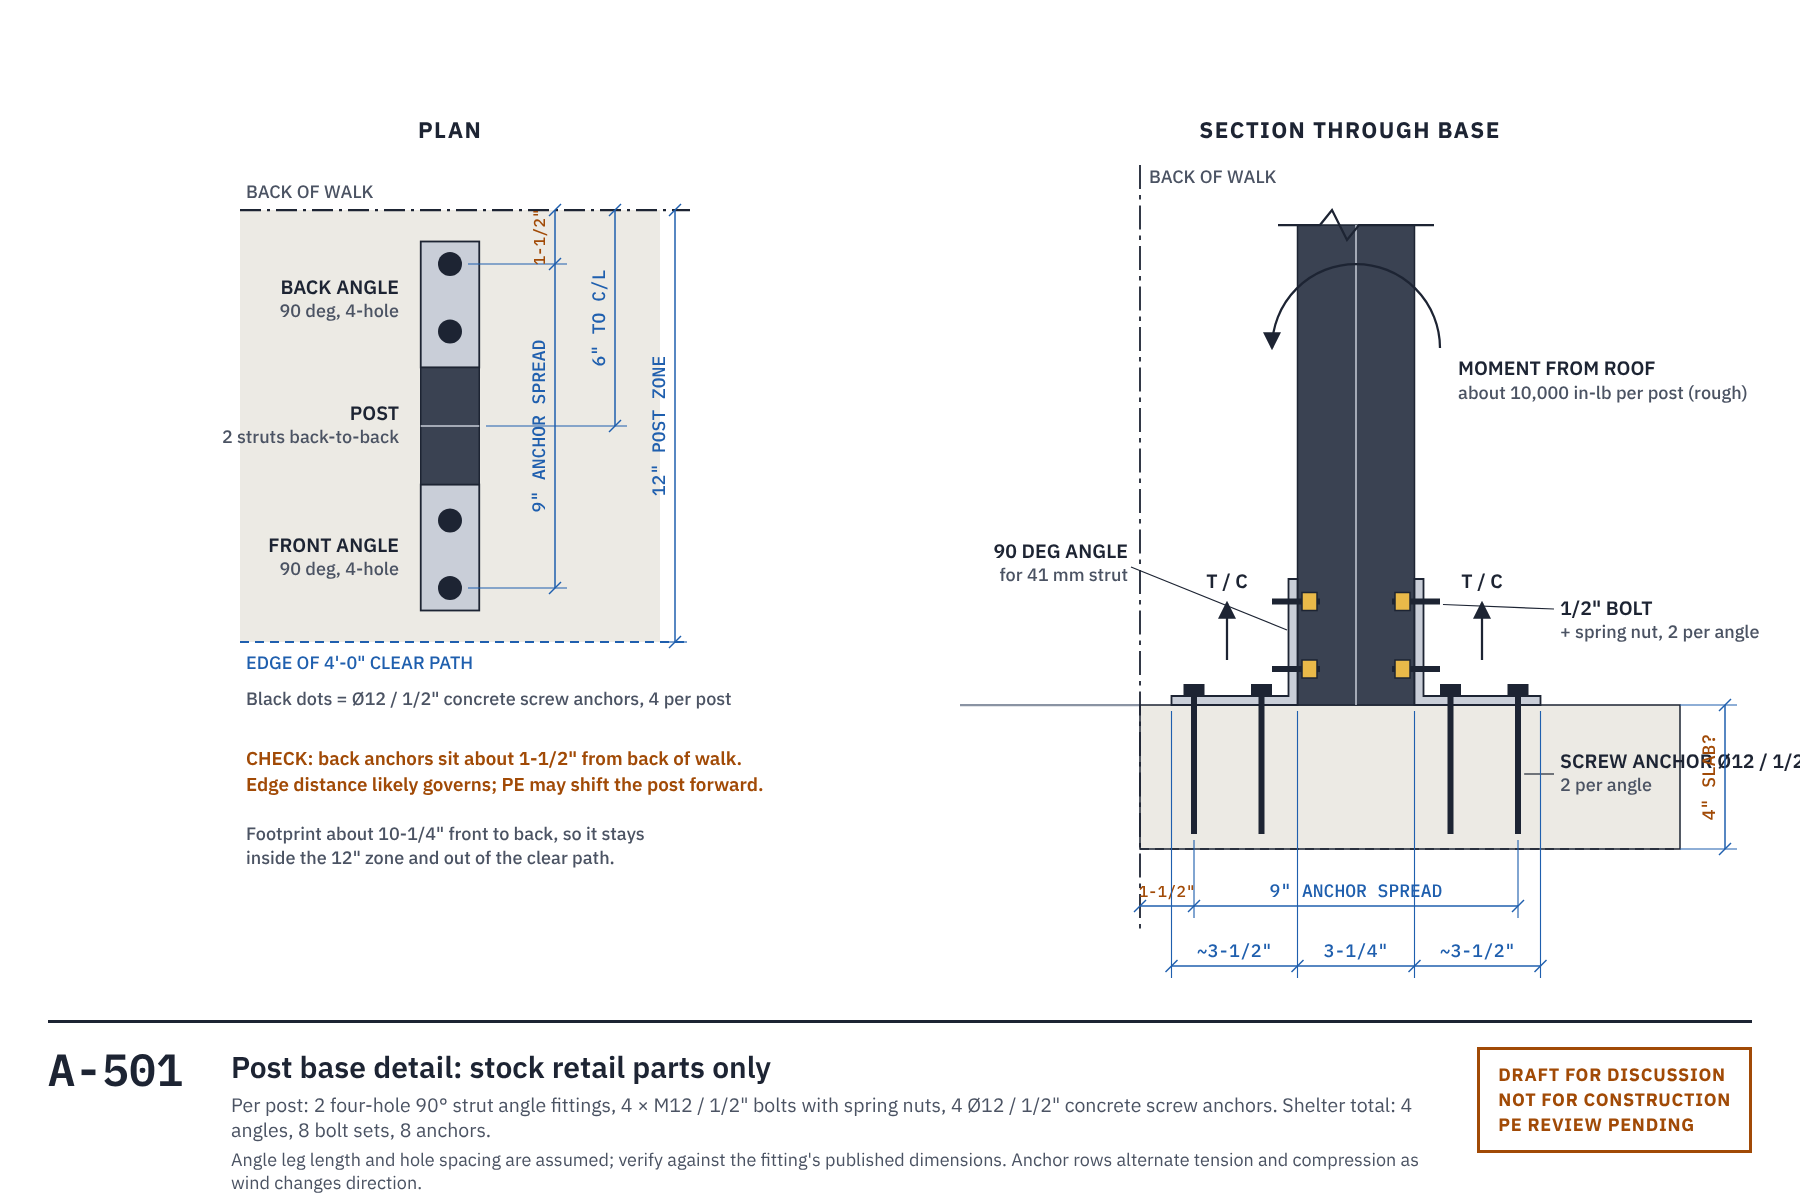 PLAN
BACK OF WALK
1-1/2"
BACK ANGLE
90 deg, 4-hole
6" TO C/L
9" ANCHOR SPREAD
12" POST ZONE
POST
2 struts back-to-back
FRONT ANGLE
90 deg, 4-hole
EDGE OF 4'-0" CLEAR PATH
Black dots = Ø12 / 1/2" concrete screw anchors, 4 per post
CHECK: back anchors sit about 1-1/2" from back of walk.
Edge distance likely governs; PE may shift the post forward.
Footprint about 10-1/4" front to back, so it stays
inside the 12" zone and out of the clear path.
SECTION THROUGH BASE
BACK OF WALK
MOMENT FROM ROOF
about 10,000 in-lb per post (rough)
90 DEG ANGLE
for 41 mm strut
T / C
T / C
1/2" BOLT
+ spring nut, 2 per angle
SCREW ANCHOR Ø12 / 1/2
2 per angle
4" SLAB?
1-1/2"
9" ANCHOR SPREAD
~3-1/2"
3-1/4"
~3-1/2"
A-501
Post base detail: stock retail parts only
Per post: 2 four-hole 90° strut angle fittings, 4 × M12 / 1/2" bolts with spring nuts, 4 Ø12 / 1/2" concrete screw anchors. Shelter total: 4
angles, 8 bolt sets, 8 anchors.
Angle leg length and hole spacing are assumed; verify against the fitting's published dimensions. Anchor rows alternate tension and compression as
wind changes direction.
DRAFT FOR DISCUSSION
NOT FOR CONSTRUCTION
PE REVIEW PENDING